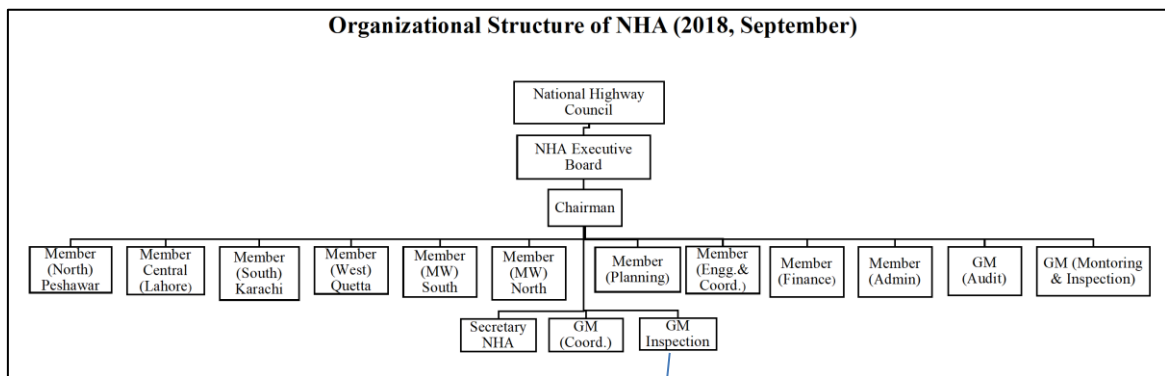 Organizational Structure of NHA (2018, September)
National Highway
Council
NHA Executive
Board
Chairman
Member
(North)
Peshawar
Member
Central
(Lahore)
Member
(South)
Karachi
Member
(West)
Quetta
Member
(MW)
South
Member
(MW)
North
Member
(Planning)
Member
(Engg.&
Coord.)
Member
(Finance)
Member
(Admin)
GM
(Audit)
GM (Montoring
& Inspection)
Secretary
NHA
GM
(Coord.)
GM
Inspection